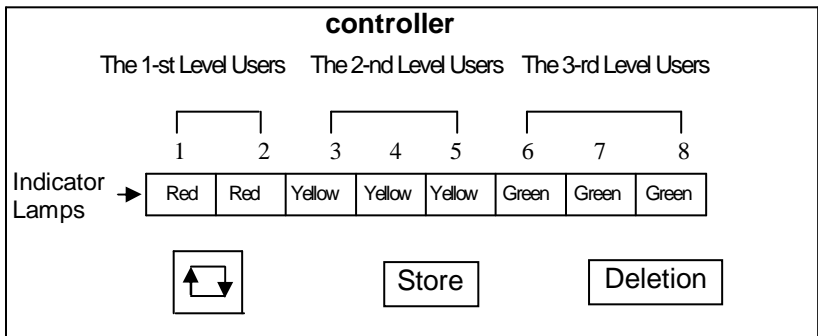 controller
The 1-st Level Users The 2-nd Level Users The 3-rd Level Users
1 2 3 4 5 6 7 8
Indicator Lamps Red Red Yellow Yellow Yellow Green Green Green
Store Deletion